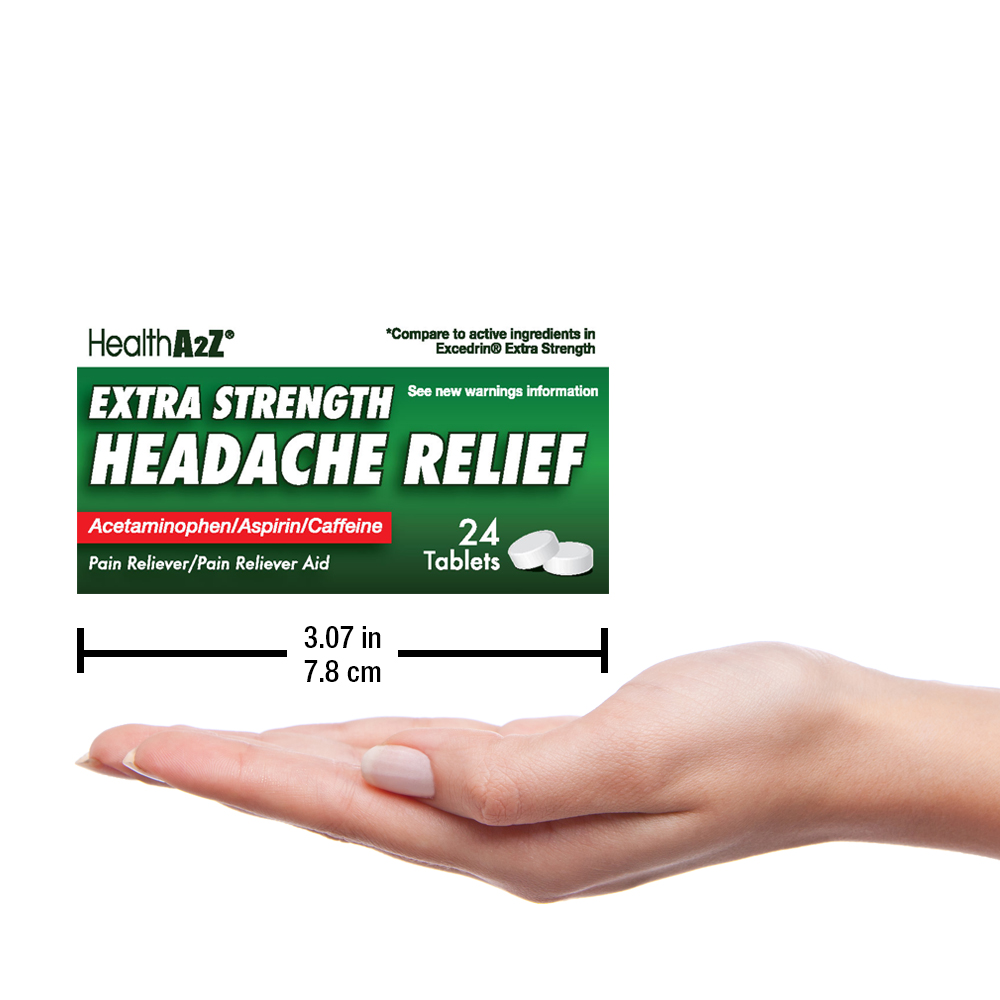 HealthA2Z®
*Compare to active ingredients in
Excedrin® Extra Strength
EXTRA STRENGTH
See new warnings information
HEADACHE RELIEF
Acetaminophen/Aspirin/Caffeine
24
Tablets
Pain Reliever/Pain Reliever Aid
3.07 in
7.8 cm